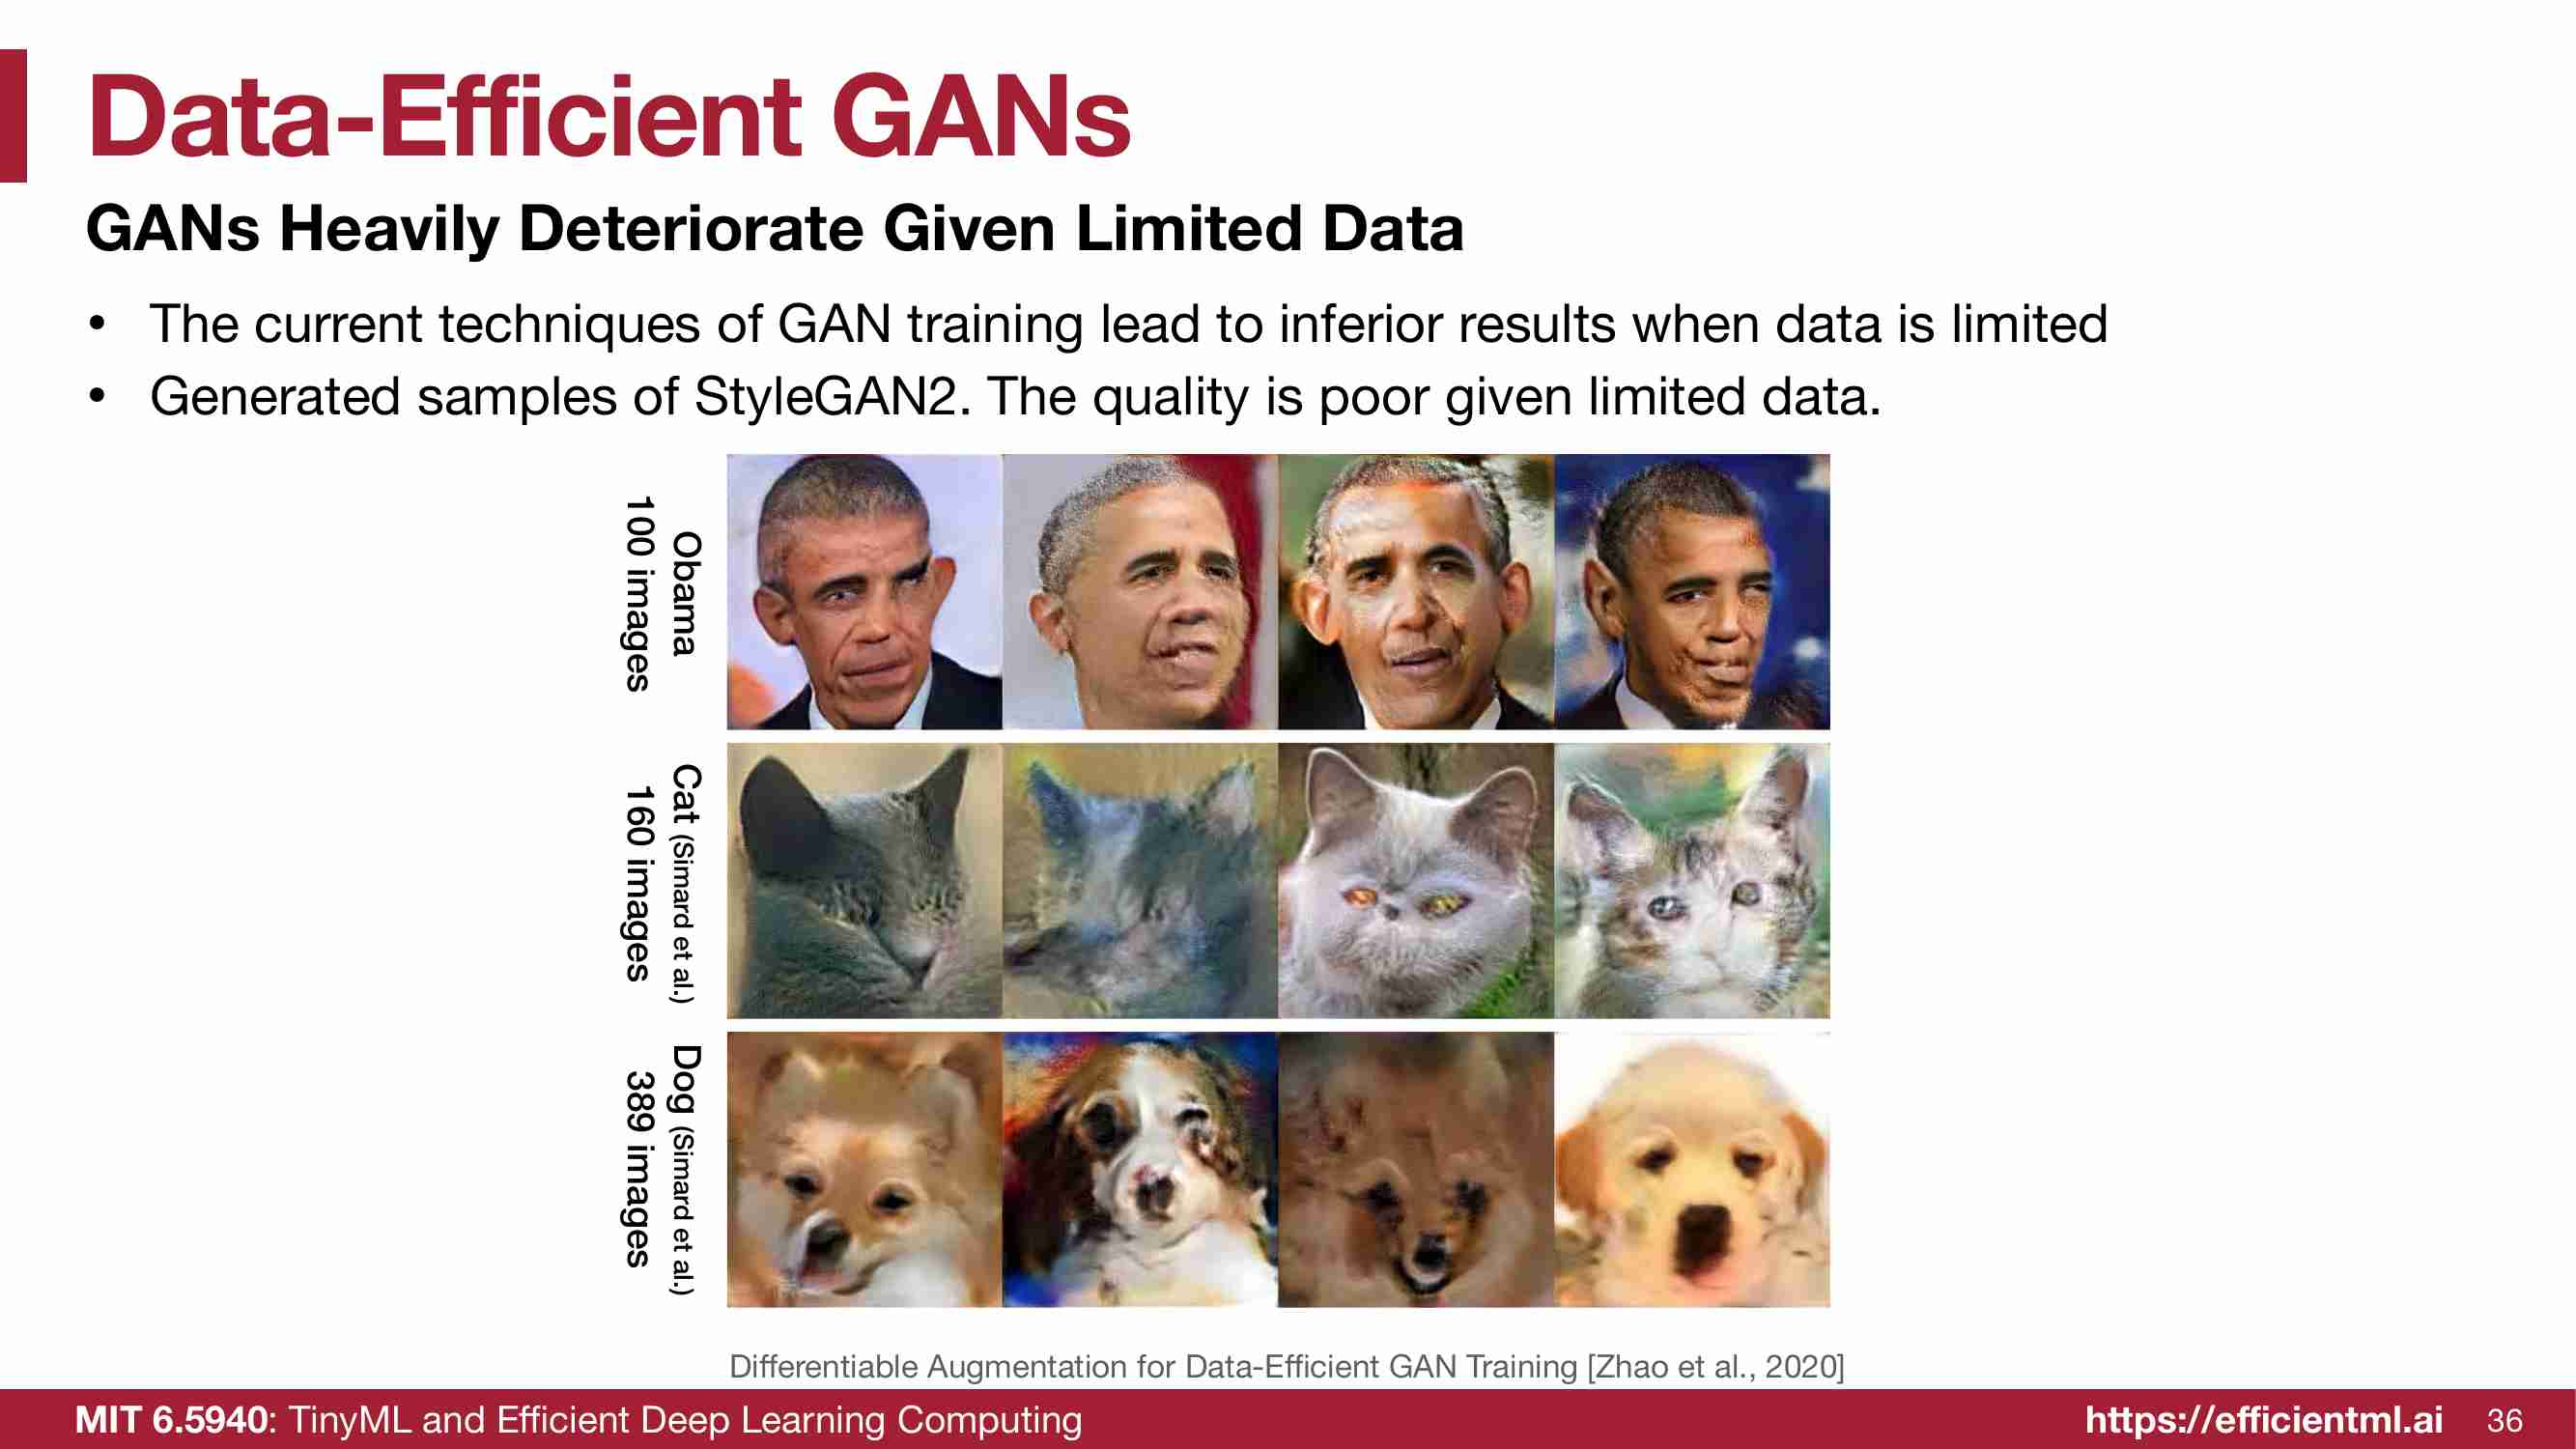 Data-Efficient GANs
GANs Heavily Deteriorate Given Limited Data
• The current techniques of GAN training lead to inferior results when data is limited
• Generated samples of StyleGAN2. The quality is poor given limited data.
Obama
100 images
Cat (Simard et al.)
160 images
Dog (Simard et al.)
389 images
Differentiable Augmentation for Data-Efficient GAN Training [Zhao et al., 2020]
MIT 6.5940: TinyML and Efficient Deep Learning Computing
https://efficientml.ai
36